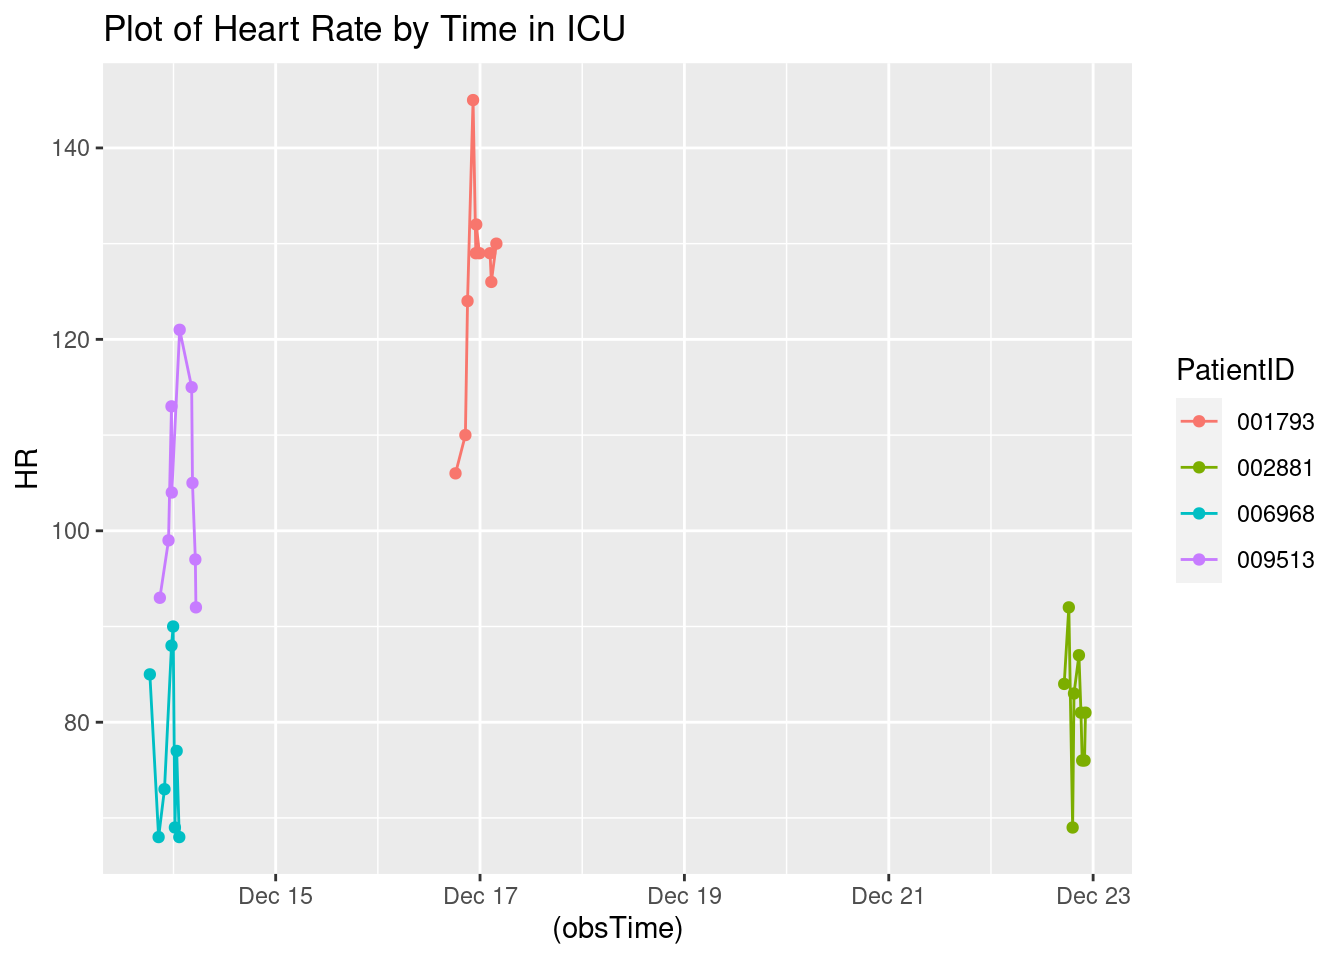 Plot of Heart Rate by Time in ICU
140
120
100
80
HR
Dec 15
Dec 17
Dec 19
Dec 21
Dec 23
(obsTime)
PatientID
001793
002881
006968
009513